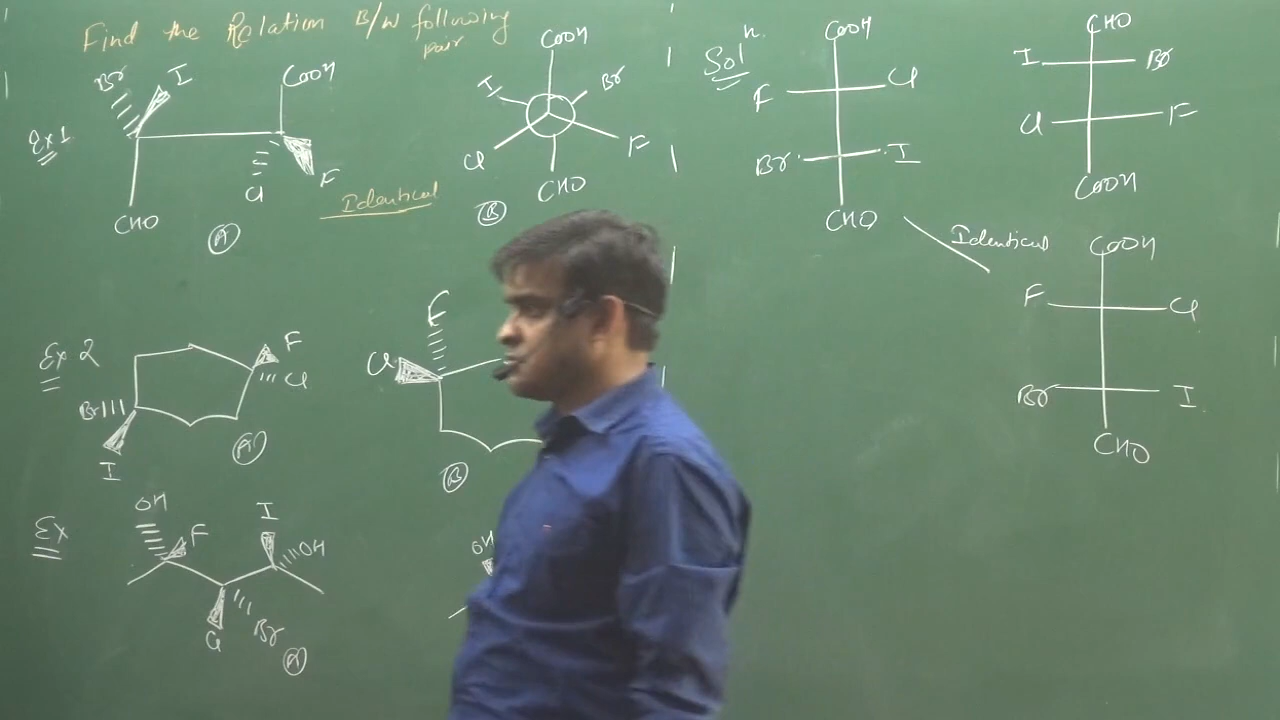 Find the Relation B/W following
pair
Ex 1
Br
I
COOH
CHO
Cl
F
A
COOH
I
Br
Cl
F
CHO
B
Identical
Solⁿ.
COOH
F
Cl
Br
I
CHO
CHO
I
Br
Cl
F
COOH
Identical
COOH
F
Cl
Br
I
CHO
Ex 2
F
Cl
Br
I
A
F
Cl
B
Ex
OH
F
I
OH
Cl
Br
A
OH